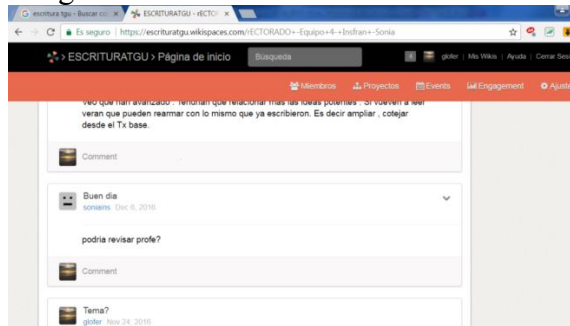 escritura tgu - Buscar co
ESCRITURATGU - rECTO
Es seguro | https://escrituratgu.wikispaces.com/rECTORADO+-Equipo+4-+Insfran+-Sonia
> ESCRITURATGU > Página de inicio
Búsqueda
glofer | Mis Wikis | Ayuda | Cerrar Sesi
Miembros
Proyectos
Events
Engagement
Ajuste
veo que han avanzado . Tendrian que relacionar mas las ideas potentes . Si vueven a leer
veran que pueden rearmar con lo mismo que ya escribieron. Es decir ampliar , cotejar
desde el Tx base.
Comment
Buen dia
soniains Dec 6, 2016
podria revisar profe?
Comment
Tema?
glofer Nov 24, 2016